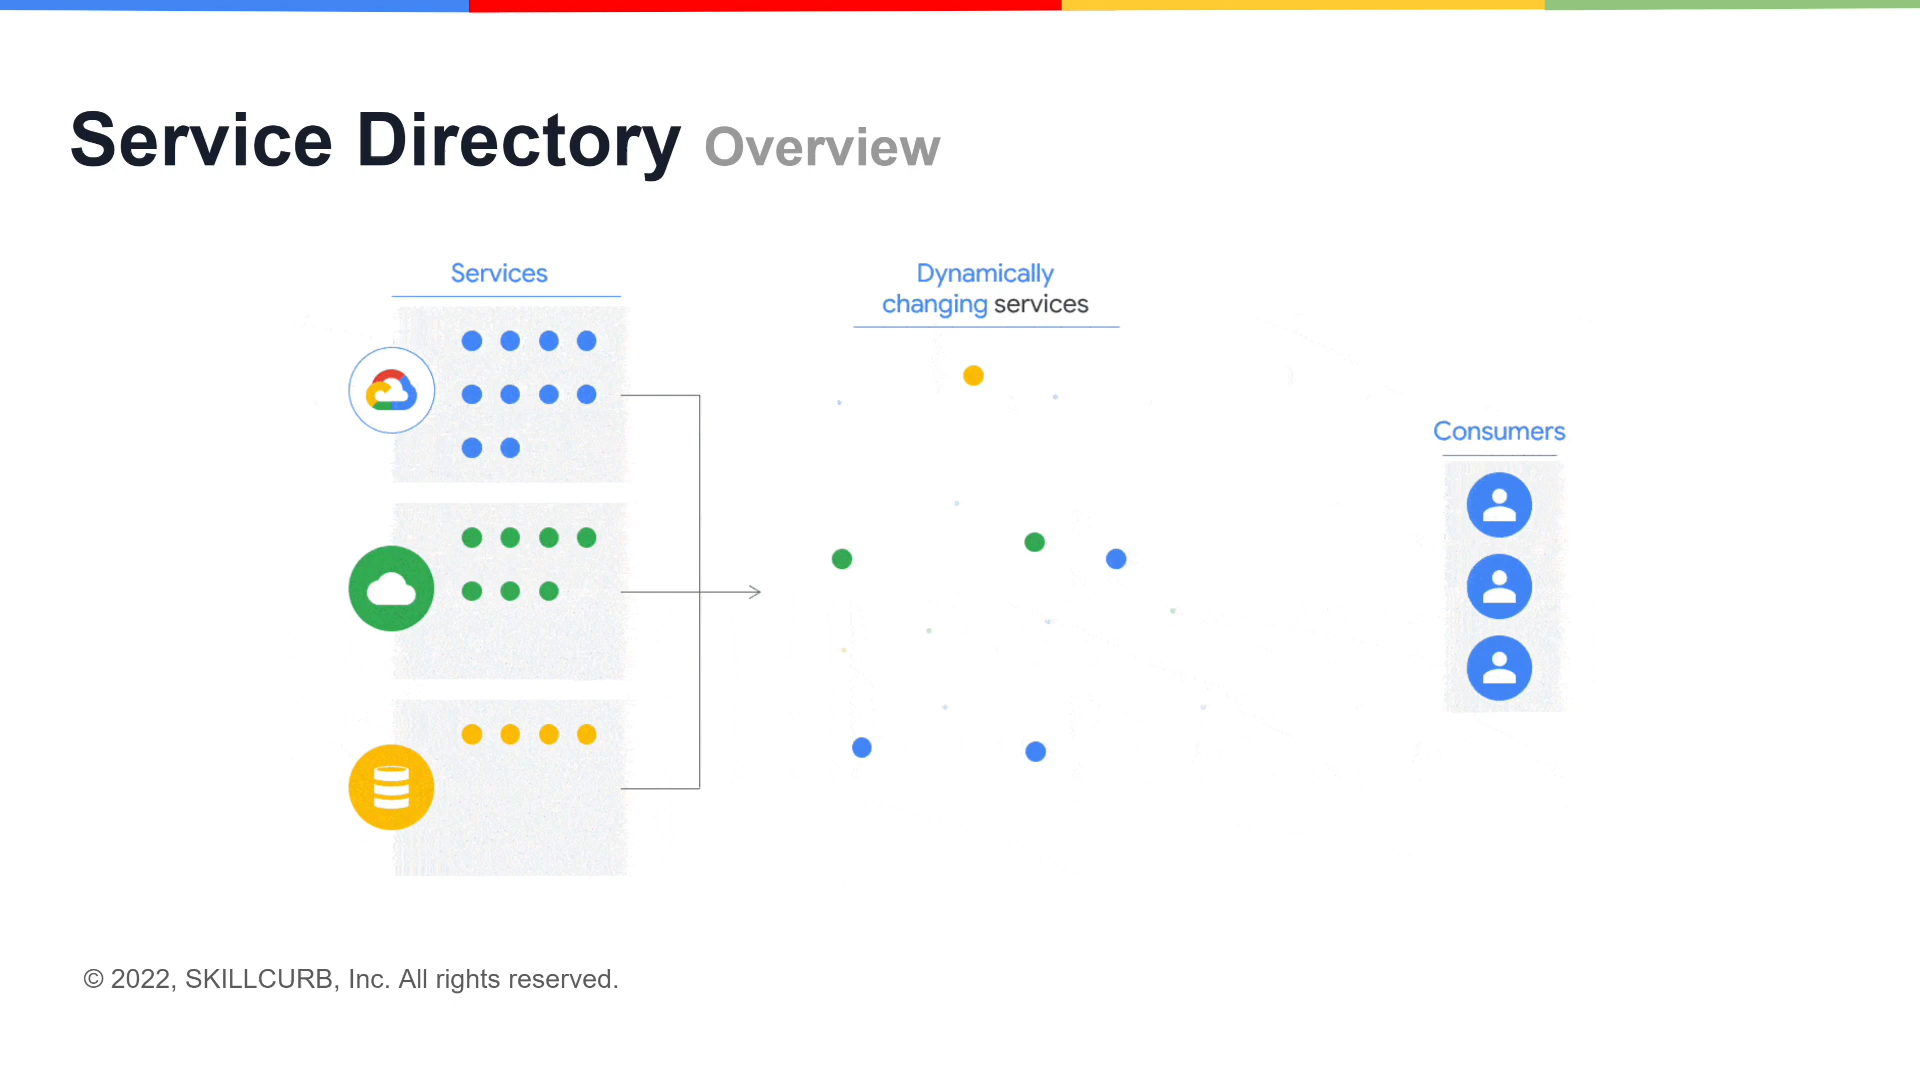 Service Directory Overview
Services
Dynamically
changing services
Consumers
© 2022, SKILLCURB, Inc. All rights reserved.